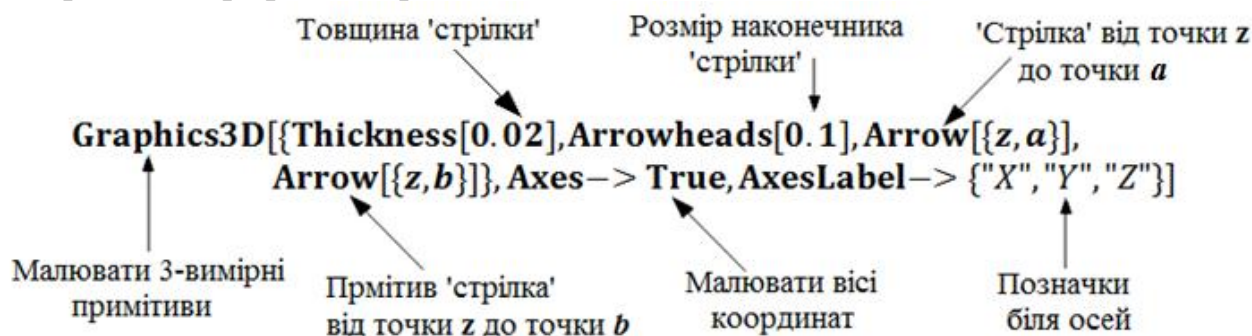 Товщина 'стрілки'
Розмір наконечника
'стрілки'
'Стрілка' від точки z
до точки a
Graphics3D[{Thickness[0.02],Arrowheads[0.1],Arrow[{z,a}],
Arrow[{z,b}]},Axes−> True,AxesLabel−> {"X","Y","Z"}]
Малювати 3-вимірні
примітиви
Прмітив 'стрілка'
від точки z до точки b
Малювати вісі
координат
Позначки
біля осей